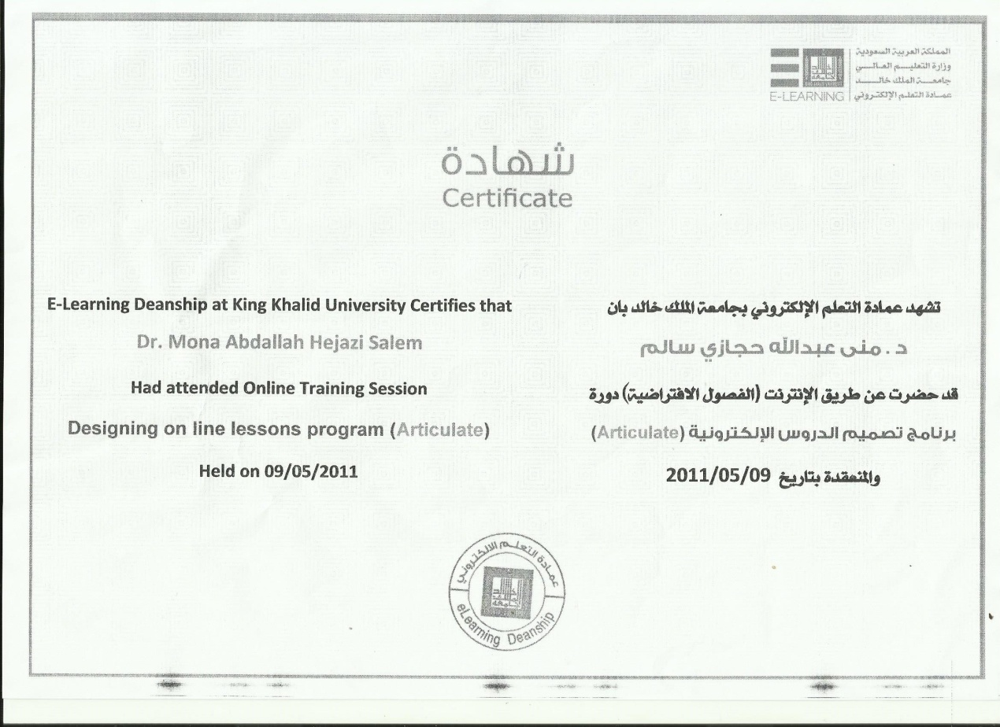 المملكة العربية السعودية
وزارة التعليم العالي
جامعة الملك خالد
عمادة التعلم الإلكتروني
E-LEARNING
شهادة
Certificate
E-Learning Deanship at King Khalid University Certifies that
Dr. Mona Abdallah Hejazi Salem
Had attended Online Training Session
Designing on line lessons program (Articulate)
Held on 09/05/2011
تشهد عمادة التعلم الإلكتروني بجامعة الملك خالد بان
د. منى عبدالله حجازي سالم
قد حضرت عن طريق الإنترنت (الفصول الافتراضية) دورة
برنامج تصميم الدروس الإلكترونية (Articulate)
والمنعقدة بتاريخ 2011/05/09
عمادة التعلم الالكتروني
جامعة الملك خالد
eLearning Deanship